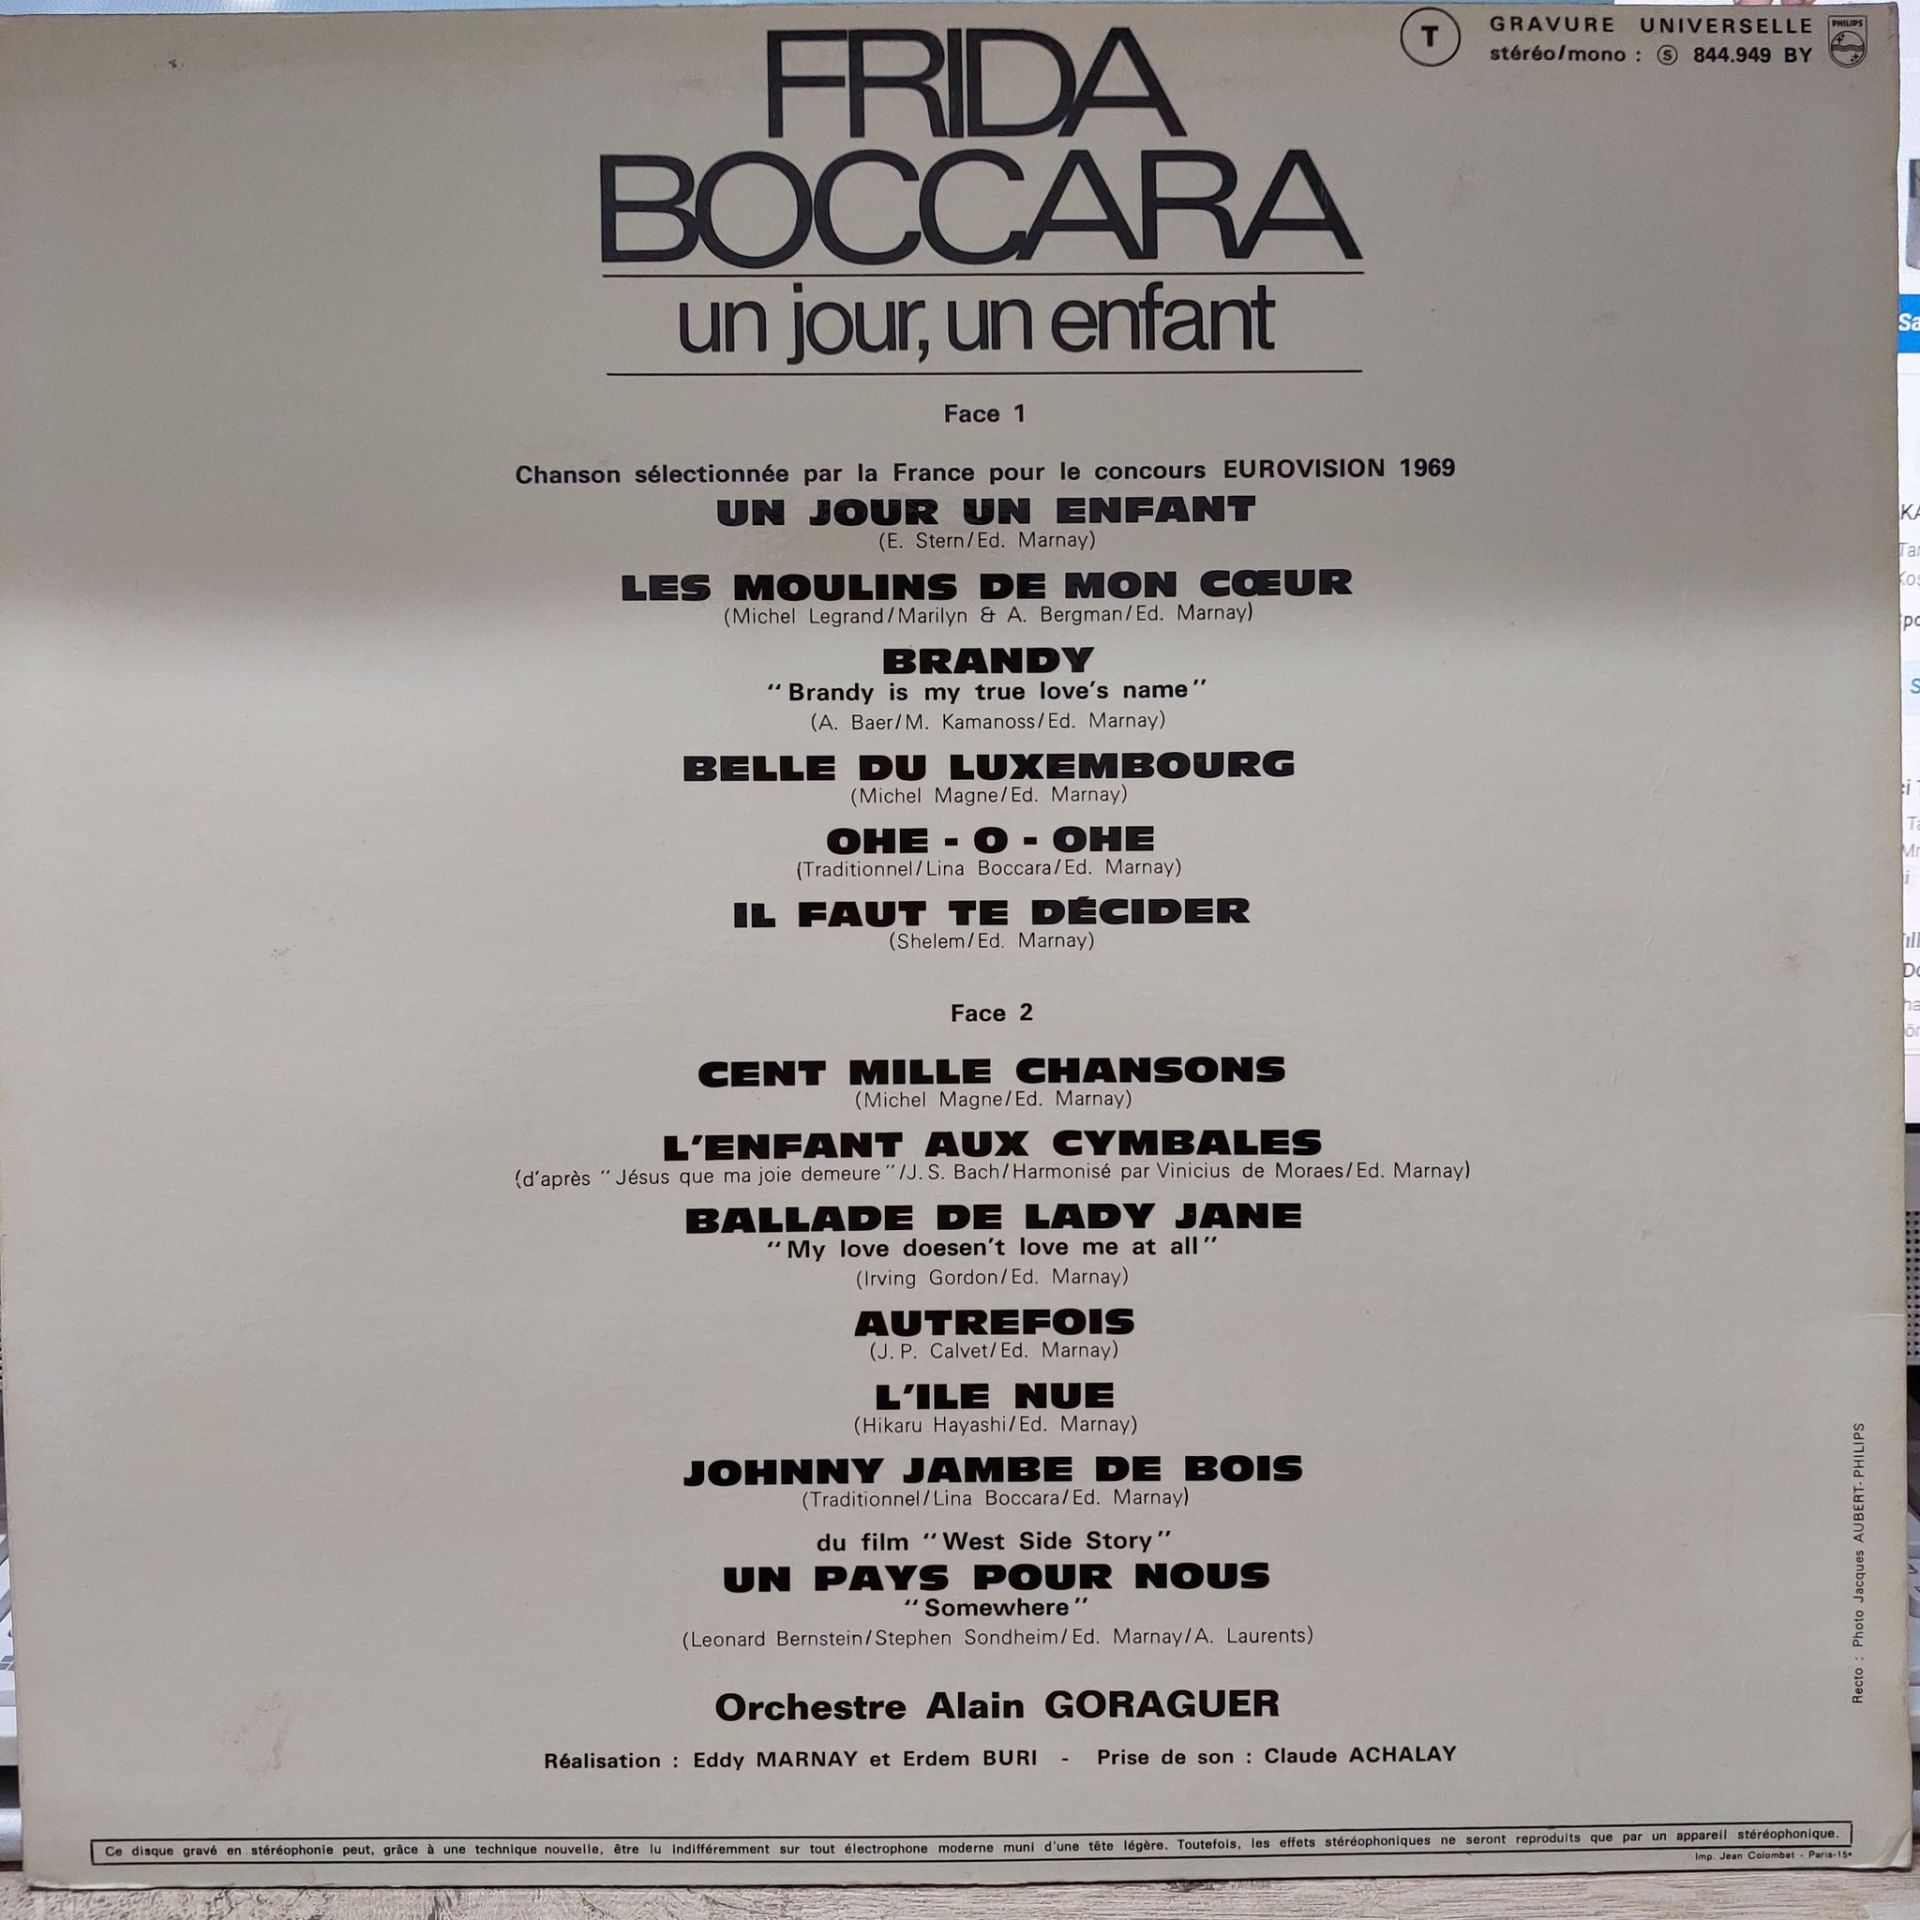 FRIDA
BOCCARA
un jour, un enfant
T
GRAVURE UNIVERSELLE
stéréo/mono : Ⓢ 844.949 BY
PHILIPS
Face 1
Chanson sélectionnée par la France pour le concours EUROVISION 1969
UN JOUR UN ENFANT
(E. Stern/Ed. Marnay)
LES MOULINS DE MON CŒUR
(Michel Legrand/Marilyn & A. Bergman/Ed. Marnay)
BRANDY
"Brandy is my true love's name"
(A. Baer/M. Kamanoss/Ed. Marnay)
BELLE DU LUXEMBOURG
(Michel Magne/Ed. Marnay)
OHE - O - OHE
(Traditionnel/Lina Boccara/Ed. Marnay)
IL FAUT TE DÉCIDER
(Shelem/Ed. Marnay)
Face 2
CENT MILLE CHANSONS
(Michel Magne/Ed. Marnay)
L'ENFANT AUX CYMBALES
(d'après "Jésus que ma joie demeure"/J.S. Bach/Harmonisé par Vinicius de Moraes/Ed. Marnay)
BALLADE DE LADY JANE
"My love doesen't love me at all"
(Irving Gordon/Ed. Marnay)
AUTREFOIS
(J.P. Calvet/Ed. Marnay)
L'ILE NUE
(Hikaru Hayashi/Ed. Marnay)
JOHNNY JAMBE DE BOIS
(Traditionnel/Lina Boccara/Ed. Marnay)
du film "West Side Story"
UN PAYS POUR NOUS
"Somewhere"
(Leonard Bernstein/Stephen Sondheim/Ed. Marnay/A. Laurents)
Orchestre Alain GORAGUER
Réalisation : Eddy MARNAY et Erdem BURI - Prise de son : Claude ACHALAY
Recto : Photo Jacques AUBERT-PHILIPS
Ce disque gravé en stéréophonie peut, grâce à une technique nouvelle, être lu indifféremment sur tout électrophone moderne muni d'une tête légère. Toutefois, les effets stéréophoniques ne seront reproduits que par un appareil stéréophonique.
Imp. Jean Colombet - Paris-15e